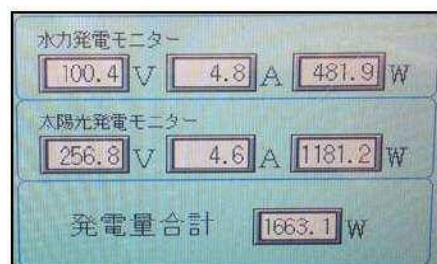 水力発電モニター
100.4 V 4.8 A 481.9 W
太陽光発電モニター
256.8 V 4.6 A 1181.2 W
発電量合計 1663.1 W